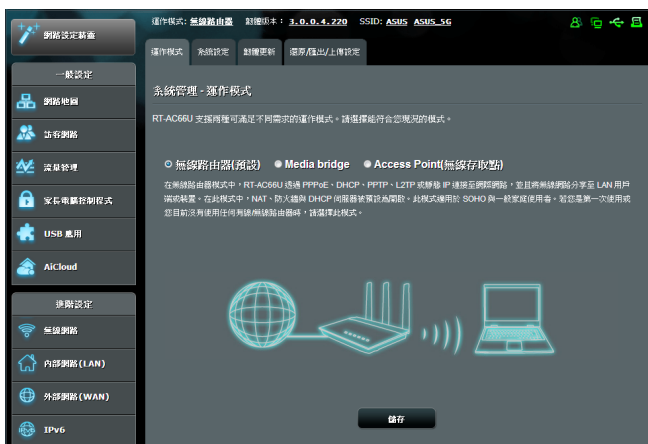 運作模式: 無線路由器 韌體版本: 3.0.0.4.220 SSID: ASUS ASUS_5G
網路設定精靈
運作模式 系統設定 韌體更新 還原/匯出/上傳設定
一般設定
網路地圖
訪客網路
流量管理
家長電腦控制程式
USB 應用
AiCloud
進階設定
無線網路
內部網路(LAN)
外部網路(WAN)
IPv6
系統管理 - 運作模式
RT-AC66U 支援兩種可滿足不同需求的運作模式。請選擇能符合您現況的模式。
無線路由器(預設) Media bridge Access Point(無線存取點)
在無線路由器模式中，RT-AC66U 透過 PPPoE、DHCP、PPTP、L2TP 或靜態 IP 連接至網際網路，並且將無線網路分享至 LAN 用戶
端或裝置。在此模式中，NAT、防火牆與 DHCP 伺服器被預設為開啟。此模式適用於 SOHO 與一般家庭使用者。若您是第一次使用或
您目前沒有使用任何有線/無線路由器時，請選擇此模式。
儲存